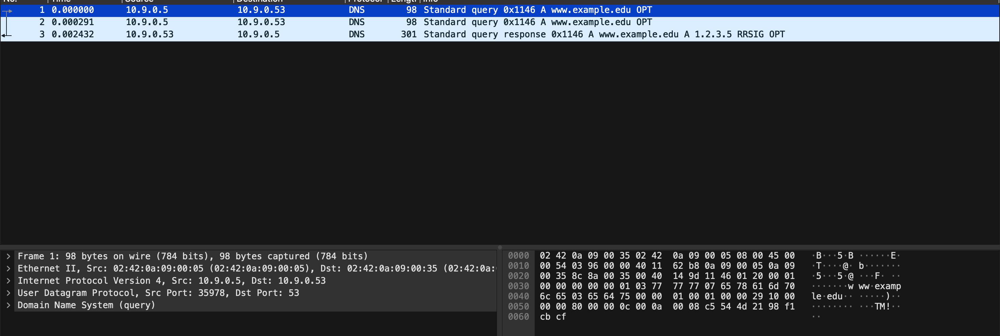 No. Time Source Destination Protocol Length Info
1 0.000000 10.9.0.5 10.9.0.53 DNS 98 Standard query 0x1146 A www.example.edu OPT
2 0.000291 10.9.0.5 10.9.0.53 DNS 98 Standard query 0x1146 A www.example.edu OPT
3 0.002432 10.9.0.53 10.9.0.5 DNS 301 Standard query response 0x1146 A www.example.edu A 1.2.3.5 RRSIG OPT
Frame 1: 98 bytes on wire (784 bits), 98 bytes captured (784 bits)
Ethernet II, Src: 02:42:0a:09:00:05 (02:42:0a:09:00:05), Dst: 02:42:0a:09:00:35 (02:42:0a:
Internet Protocol Version 4, Src: 10.9.0.5, Dst: 10.9.0.53
User Datagram Protocol, Src Port: 35978, Dst Port: 53
Domain Name System (query)
0000 02 42 0a 09 00 35 02 42 0a 09 00 05 08 00 45 00 ·B···5·B ······E·
0010 00 54 03 96 00 00 40 11 62 b8 0a 09 00 05 0a 09 ·T····@· b·······
0020 00 35 8c 8a 00 35 00 40 14 9d 11 46 01 20 00 01 ·5···5·@ ···F· ··
0030 00 00 00 00 00 01 03 77 77 77 07 65 78 61 6d 70 ·······w ww·examp
0040 6c 65 03 65 64 75 00 00 01 00 01 00 00 29 10 00 le·edu·· ·····)··
0050 00 00 80 00 00 0c 00 0a 00 08 c5 54 4d 21 98 f1 ········ ···TM!··
0060 cb cf ··